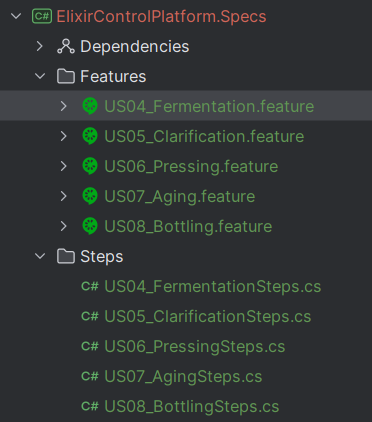 C# ElixirControlPlatform.Specs
Dependencies
Features
US04_Fermentation.feature
US05_Clarification.feature
US06_Pressing.feature
US07_Aging.feature
US08_Bottling.feature
Steps
C# US04_FermentationSteps.cs
C# US05_ClarificationSteps.cs
C# US06_PressingSteps.cs
C# US07_AgingSteps.cs
C# US08_BottlingSteps.cs